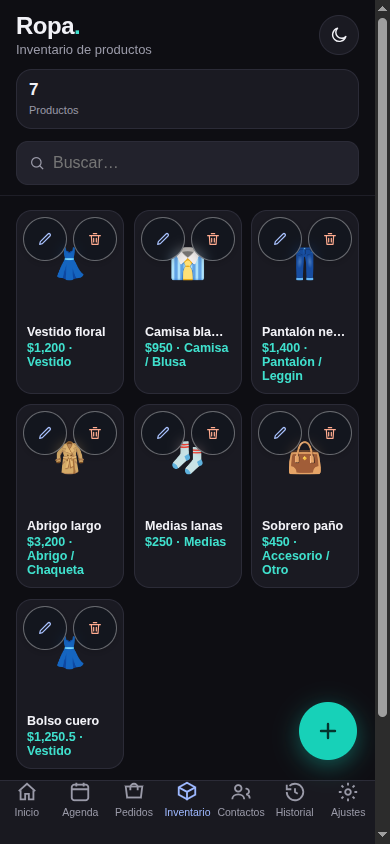 Ropa.
Inventario de productos
7
Productos
Buscar…
Vestido floral
$1,200 ·
Vestido
Camisa bla…
$950 · Camisa
/ Blusa
Pantalón ne…
$1,400 ·
Pantalón /
Leggin
Abrigo largo
$3,200 ·
Abrigo /
Chaqueta
Medias lanas
$250 · Medias
Sobrero paño
$450 ·
Accesorio /
Otro
Bolso cuero
$1,250.5 ·
Vestido
Inicio
Agenda
Pedidos
Inventario
Contactos
Historial
Ajustes